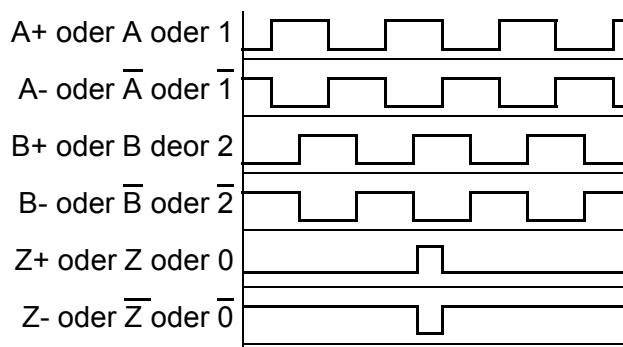 A+ oder A oder 1
A- oder A̅ oder 1̅
B+ oder B deor 2
B- oder B̅ oder 2̅
Z+ oder Z oder 0
Z- oder Z̅ oder 0̅